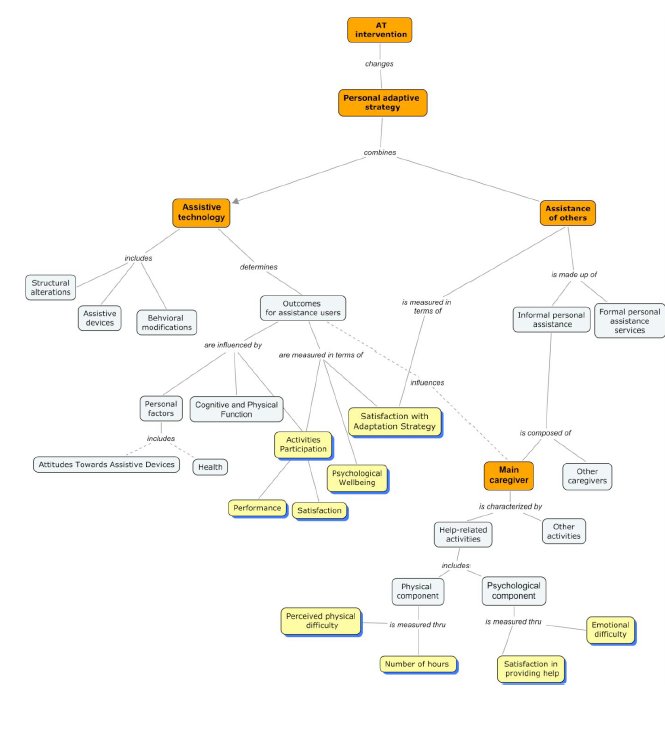 AT
intervention
changes
Personal adaptive
strategy
combines
Assistive
technology
Assistance
of others
includes
determines
is made up of
Structural
alterations
Assistive
devices
Behvioral
modifications
Outcomes
for assistance users
is measured in
terms of
Informal personal
assistance
Formal personal
assistance
services
are influenced by
are measured in terms of
influences
Personal
factors
Cognitive and Physical
Function
Satisfaction with
Adaptation Strategy
includes
Activities
Participation
is composed of
Attitudes Towards Assistive Devices
Health
Psychological
Wellbeing
Main
caregiver
Other
caregivers
Performance
Satisfaction
is characterized by
Help-related
activities
Other
activities
includes
Physical
component
Psychological
component
Perceived physical
difficulty
is measured thru
is measured thru
Emotional
difficulty
Number of hours
Satisfaction in
providing help